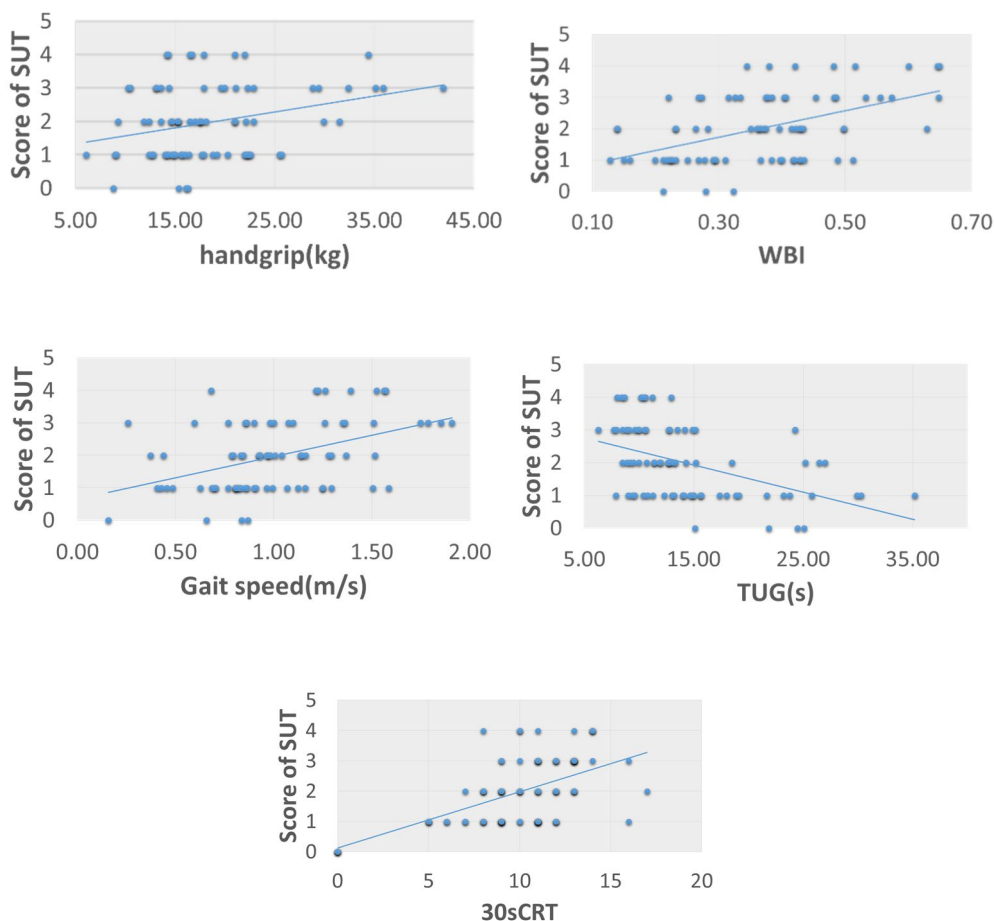 Score of SUT
5
4
3
2
1
0
5.00 15.00 25.00 35.00 45.00
handgrip(kg)
Score of SUT
5
4
3
2
1
0
0.10 0.30 0.50 0.70
WBI
Score of SUT
5
4
3
2
1
0
0.00 0.50 1.00 1.50 2.00
Gait speed(m/s)
Score of SUT
5
4
3
2
1
0
5.00 15.00 25.00 35.00
TUG(s)
Score of SUT
5
4
3
2
1
0
0 5 10 15 20
30sCRT